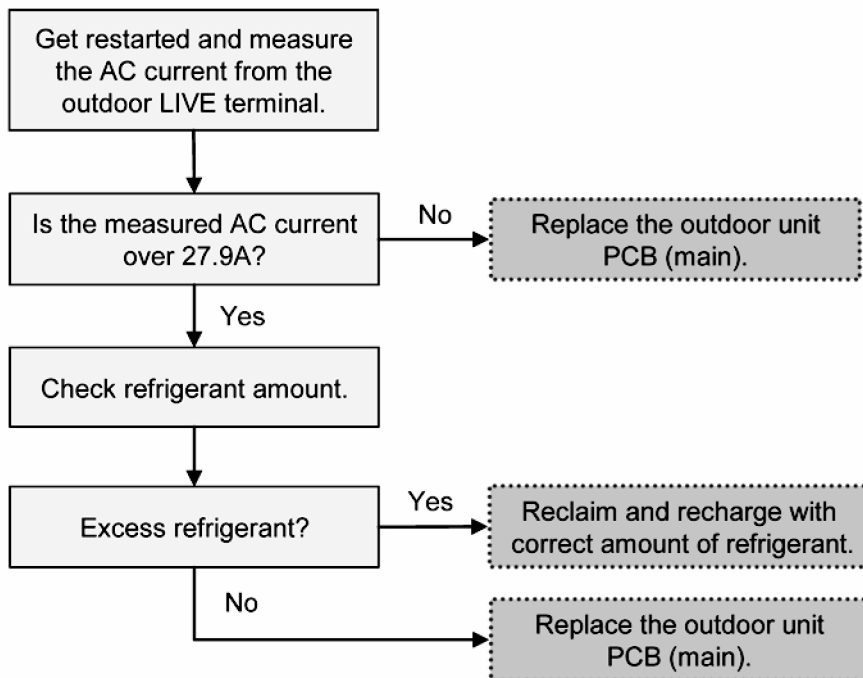 Get restarted and measure
the AC current from the
outdoor LIVE terminal.
Is the measured AC current
over 27.9A?
No
Replace the outdoor unit
PCB (main).
Yes
Check refrigerant amount.
Excess refrigerant?
Yes
Reclaim and recharge with
correct amount of refrigerant.
No
Replace the outdoor unit
PCB (main).